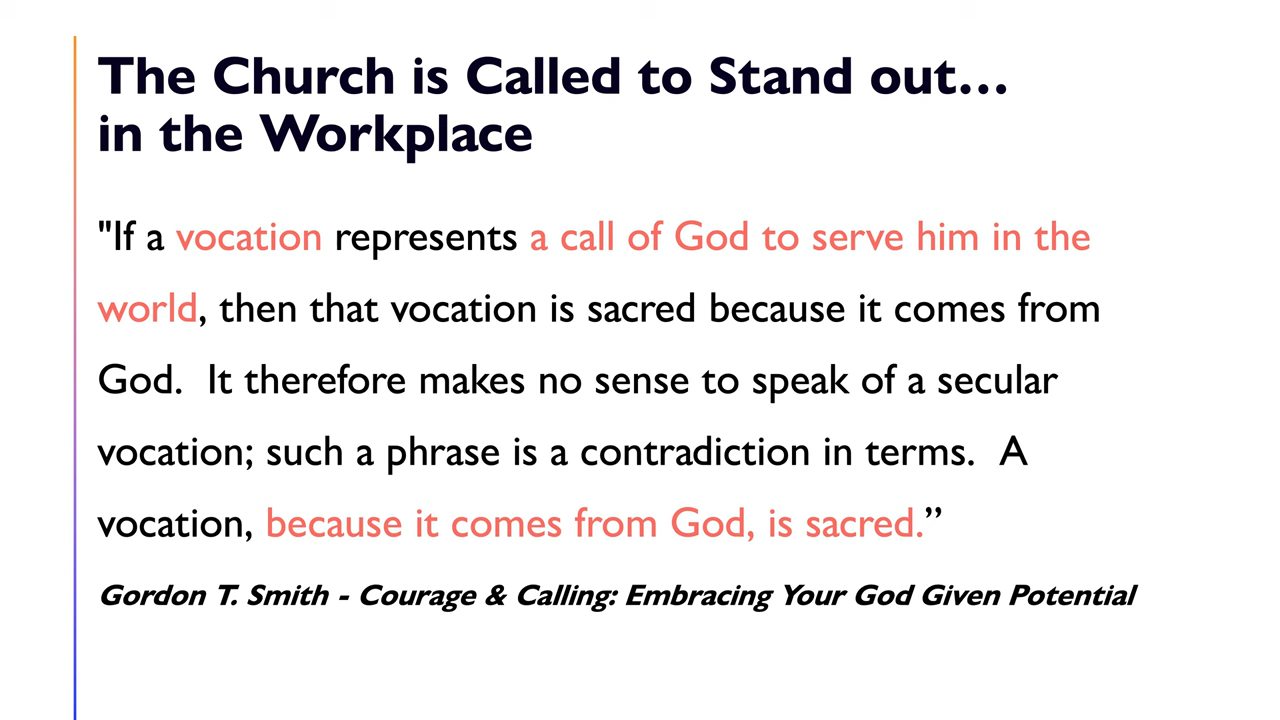 The Church is Called to Stand out…
in the Workplace
"If a vocation represents a call of God to serve him in the
world, then that vocation is sacred because it comes from
God.  It therefore makes no sense to speak of a secular
vocation; such a phrase is a contradiction in terms.  A
vocation, because it comes from God, is sacred.”
Gordon T. Smith - Courage & Calling: Embracing Your God Given Potential